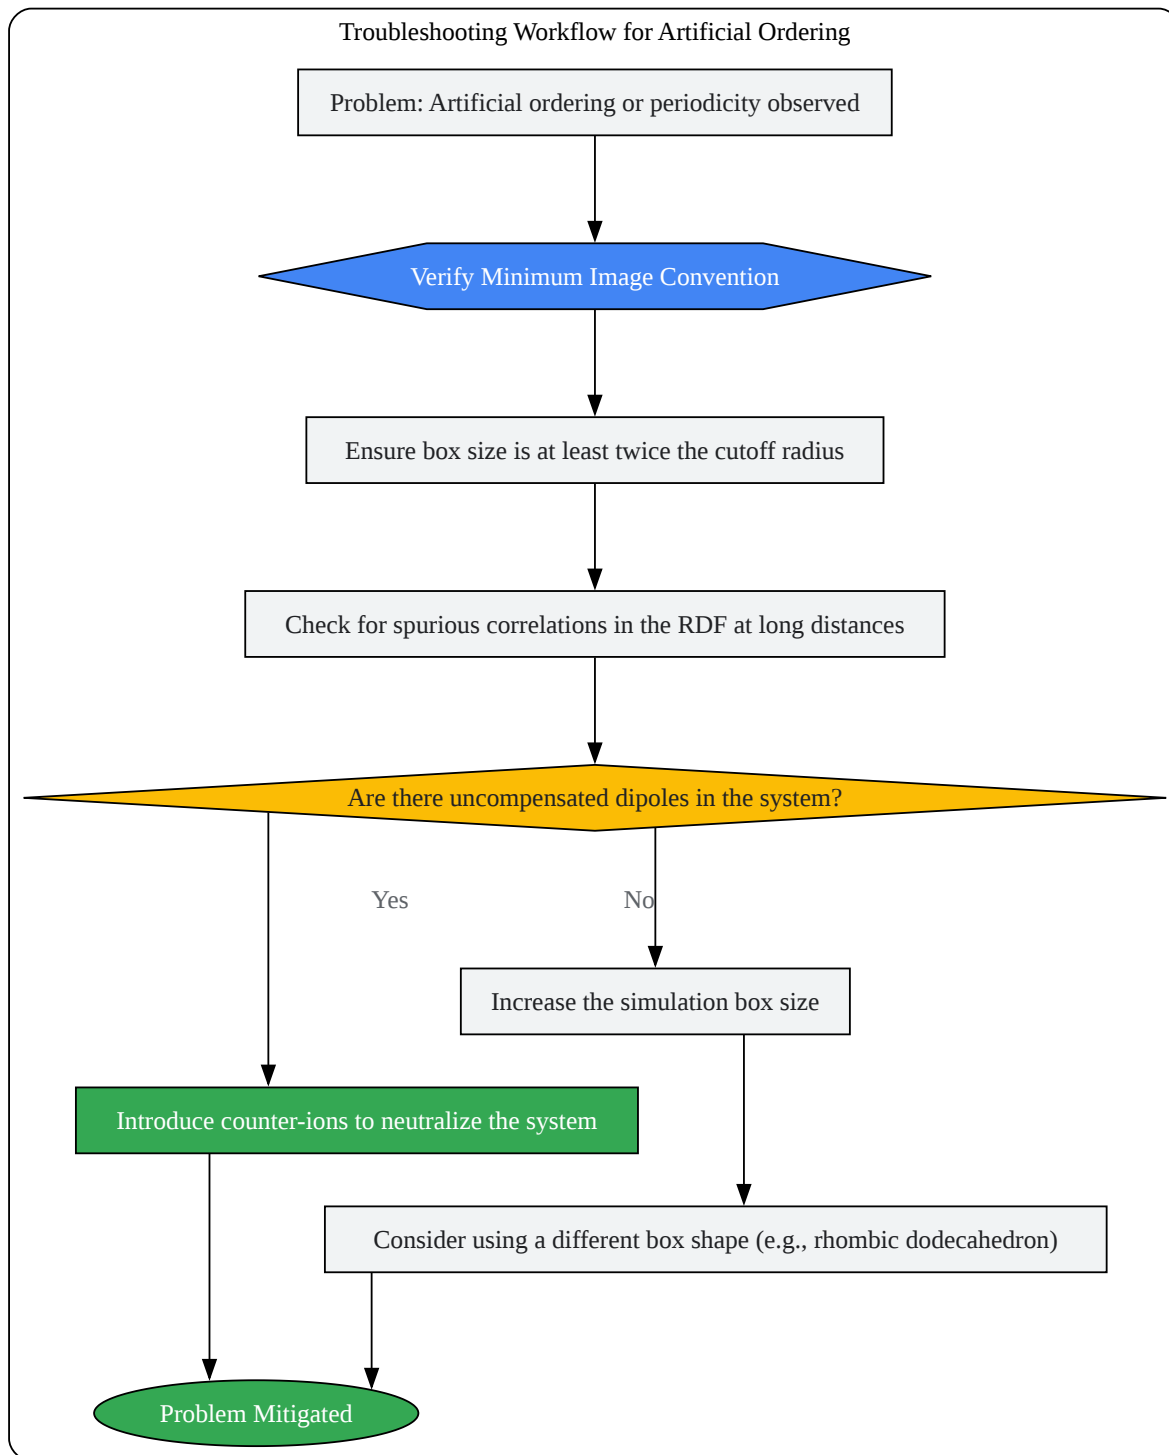 Troubleshooting Workflow for Artificial Ordering
Problem: Artificial ordering or periodicity observed
Verify Minimum Image Convention
Ensure box size is at least twice the cutoff radius
Check for spurious correlations in the RDF at long distances
Are there uncompensated dipoles in the system?
Yes
No
Increase the simulation box size
Introduce counter-ions to neutralize the system
Consider using a different box shape (e.g., rhombic dodecahedron)
Problem Mitigated